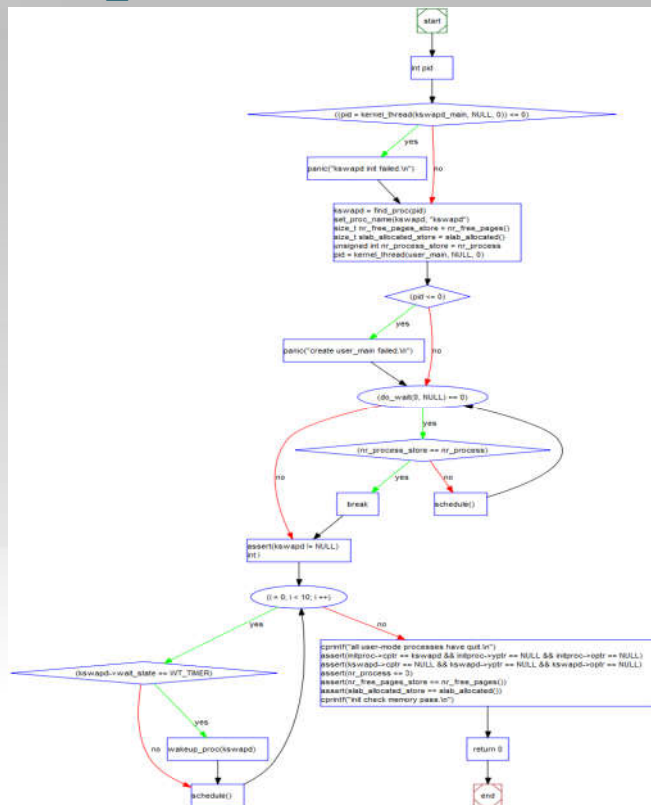 start
int pid
((pid = kernel_thread(kswapd_main, NULL, 0)) <= 0)
yes
no
panic("kswapd init failed.\n")
kswapd = find_proc(pid)
set_proc_name(kswapd, "kswapd")
size_t nr_free_pages_store = nr_free_pages()
size_t slab_allocated_store = slab_allocated()
unsigned int nr_process_store = nr_process
pid = kernel_thread(user_main, NULL, 0)
(pid <= 0)
yes
no
panic("create user_main failed.\n")
(do_wait(0, NULL) == 0)
yes
(nr_process_store == nr_process)
no
yes
no
break
schedule()
assert(kswapd != NULL)
int i
((i = 0, i < 10; i ++)
yes
no
(kswapd->wait_state == WT_TIMER)
yes
no
wakeup_proc(kswapd)
schedule()
cprintf("all user-mode processes have quit.\n")
assert(initproc->cptr == kswapd && initproc->yptr == NULL && initproc->optr == NULL)
assert(kswapd->cptr == NULL && kswapd->yptr == NULL && kswapd->optr == NULL)
assert(nr_process == 3)
assert(nr_free_pages_store == nr_free_pages())
assert(slab_allocated_store == slab_allocated())
cprintf("init check memory pass.\n")
return 0
end